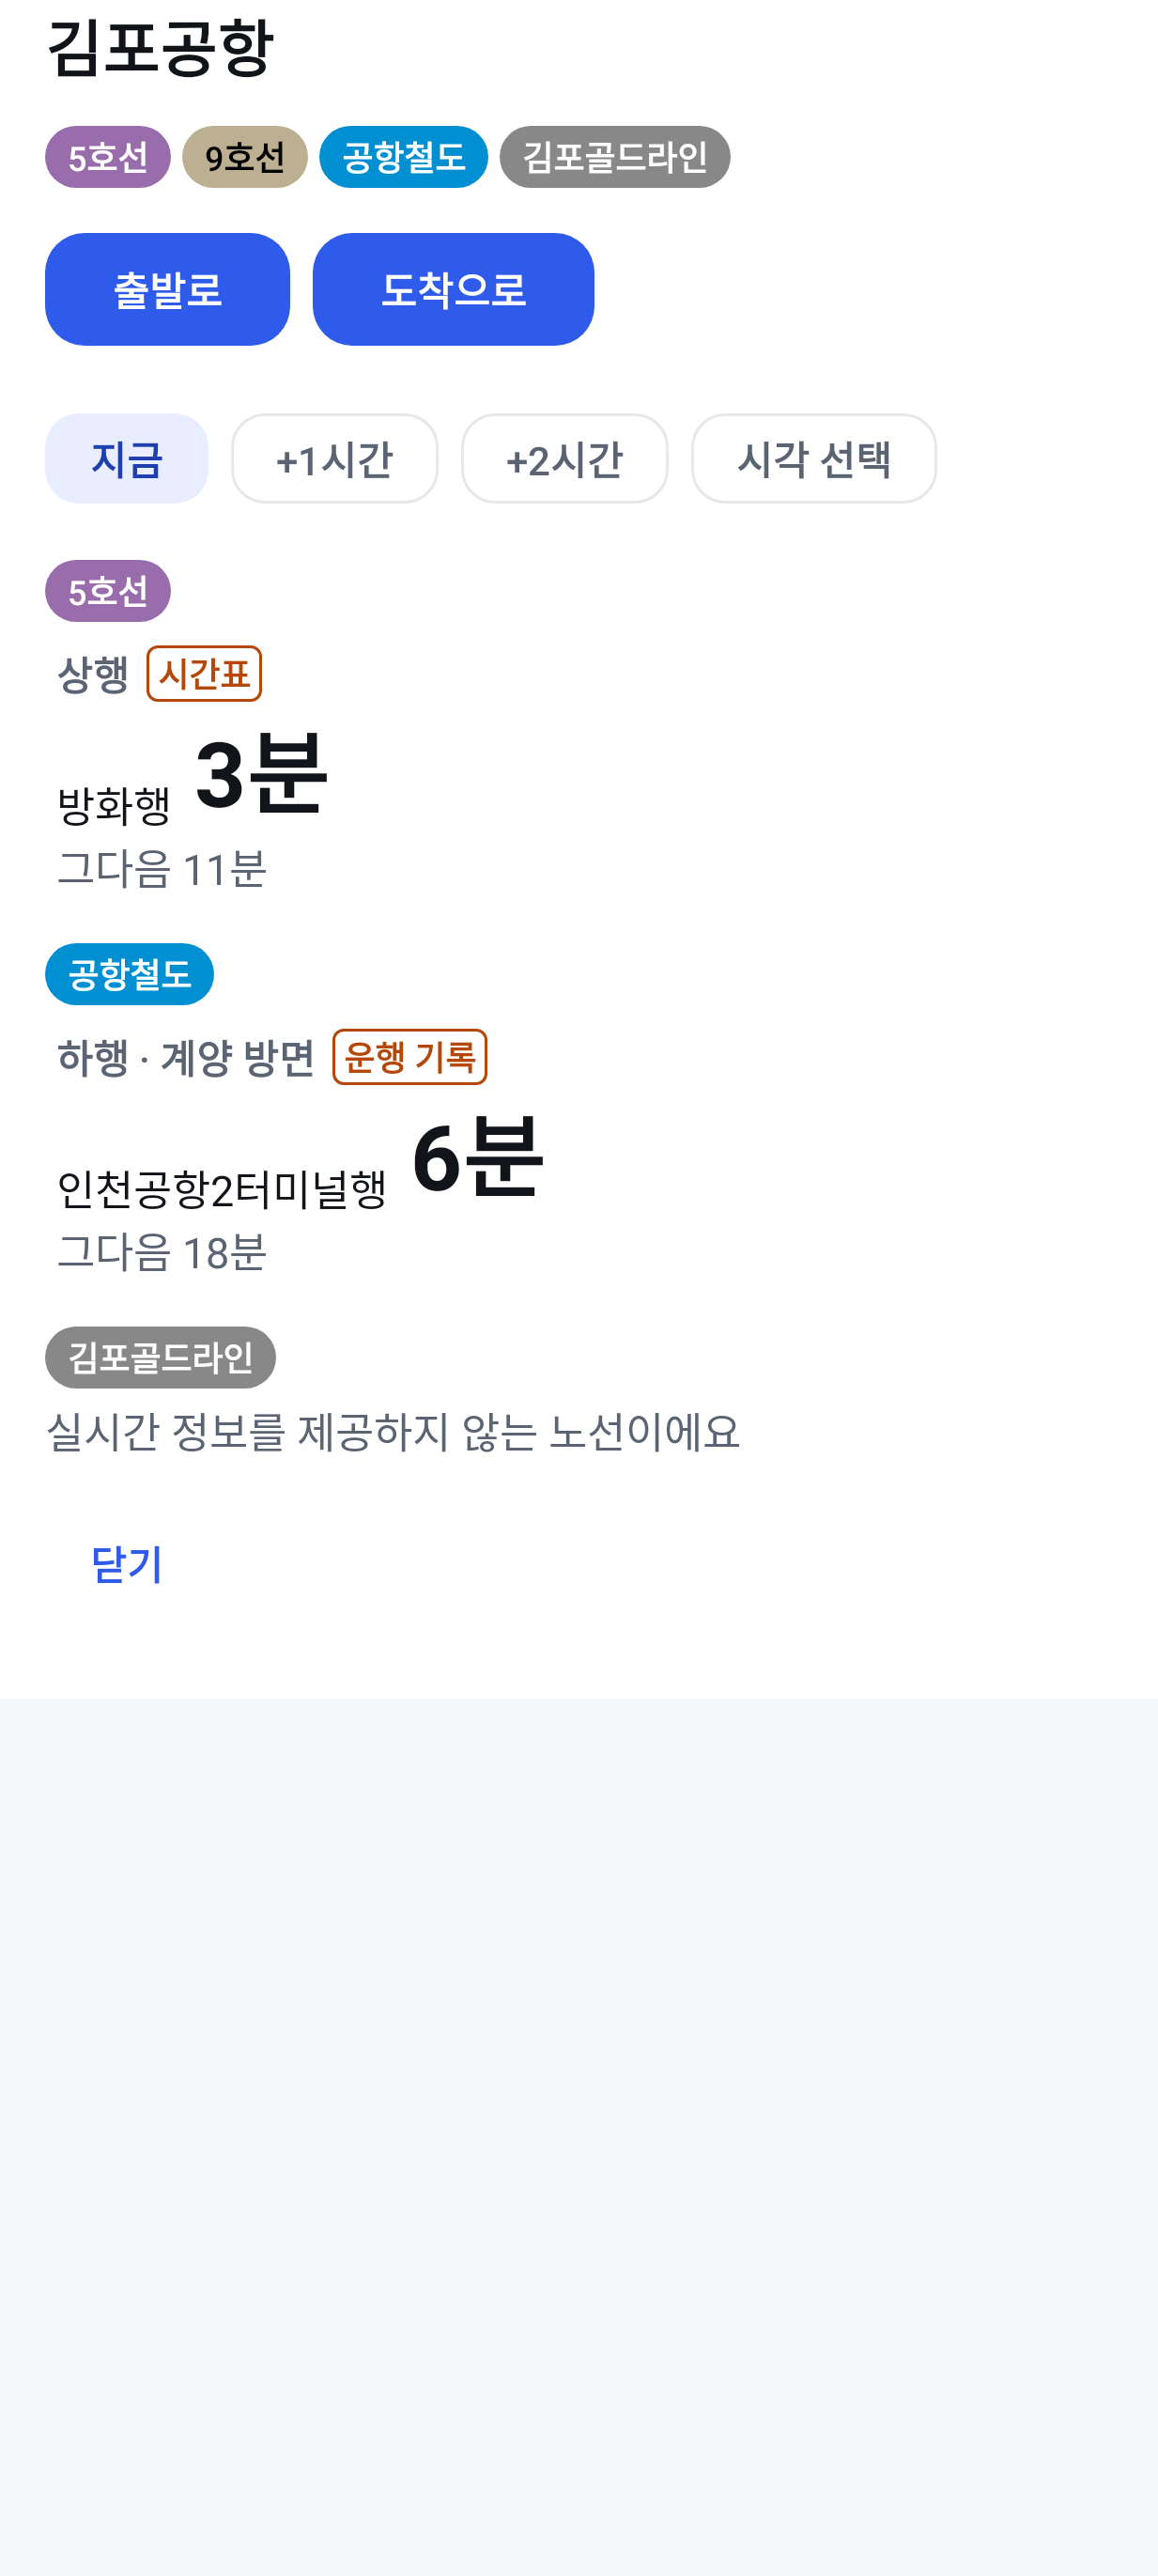 김포공항
5호선 9호선 공항철도 김포골드라인
출발로 도착으로
지금 +1시간 +2시간 시각 선택
5호선
상행 시간표
방화행 3분
그다음 11분
공항철도
하행 · 계양 방면 운행 기록
인천공항2터미널행 6분
그다음 18분
김포골드라인
실시간 정보를 제공하지 않는 노선이에요
닫기